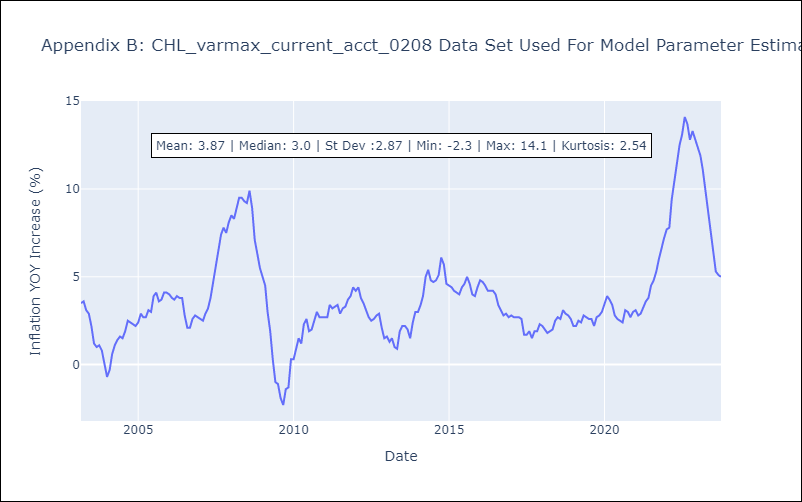 Appendix B: CHL_varmax_current_acct_0208 Data Set Used For Model Parameter Estima
15
Mean: 3.87 | Median: 3.0 | St Dev :2.87 | Min: -2.3 | Max: 14.1 | Kurtosis: 2.54
10
5
0
Inflation YOY Increase (%)
2005
2010
2015
2020
Date